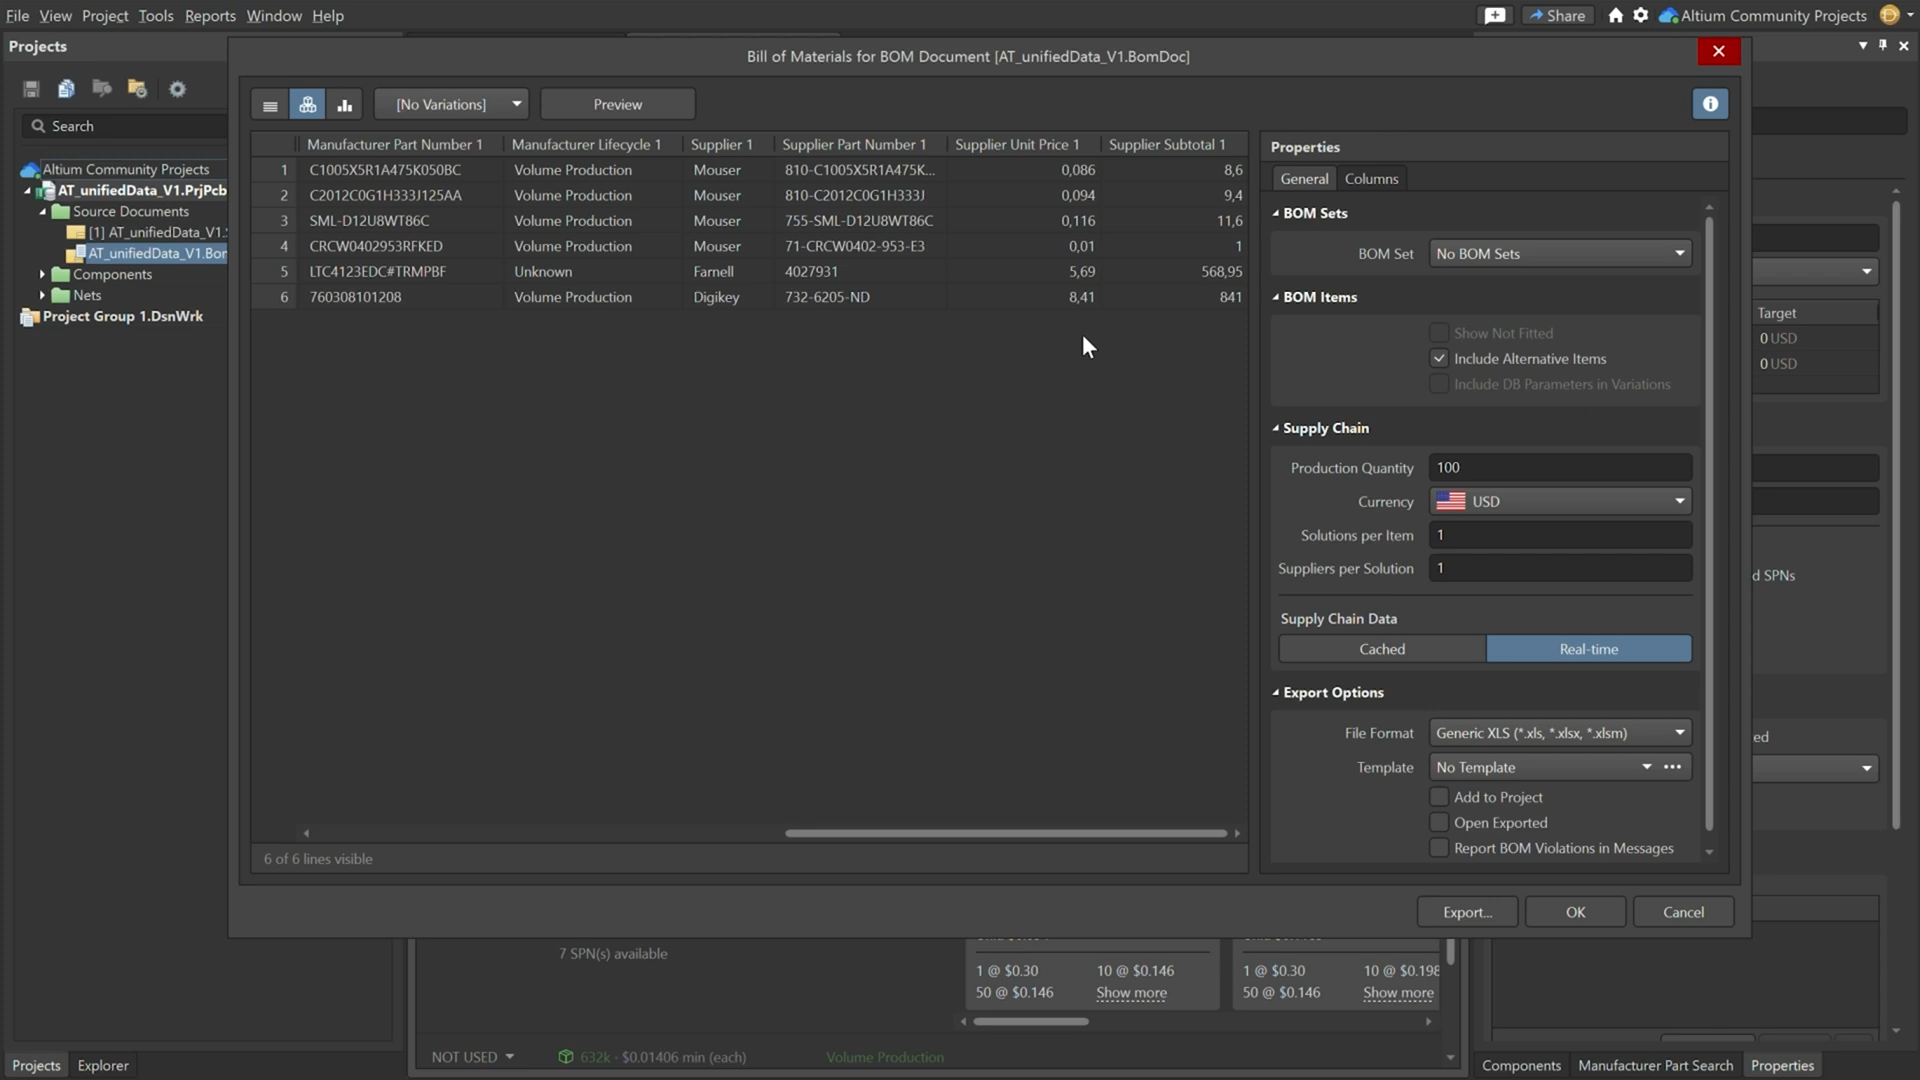 File View Project Tools Reports Window Help
Share
Altium Community Projects
Projects
Search
Altium Community Projects
AT_unifiedData_V1.PrjPcb
Source Documents
[1] AT_unifiedData_V1.
AT_unifiedData_V1.Bom
Components
Nets
Project Group 1.DsnWrk
Bill of Materials for BOM Document [AT_unifiedData_V1.BomDoc]
[No Variations] Preview
Manufacturer Part Number 1 Manufacturer Lifecycle 1 Supplier 1 Supplier Part Number 1 Supplier Unit Price 1 Supplier Subtotal 1
1 C1005X5R1A475K050BC Volume Production Mouser 810-C1005X5R1A475K... 0,086 8,6
2 C2012C0G1H333J125AA Volume Production Mouser 810-C2012C0G1H333J 0,094 9,4
3 SML-D12U8WT86C Volume Production Mouser 755-SML-D12U8WT86C 0,116 11,6
4 CRCW0402953RFKED Volume Production Mouser 71-CRCW0402-953-E3 0,01 1
5 LTC4123EDC#TRMPBF Unknown Farnell 4027931 5,69 568,95
6 760308101208 Volume Production Digikey 732-6205-ND 8,41 841
6 of 6 lines visible
Properties
General Columns
BOM Sets
BOM Set No BOM Sets
BOM Items
Show Not Fitted
Include Alternative Items
Include DB Parameters in Variations
Supply Chain
Production Quantity 100
Currency USD
Solutions per Item 1
Suppliers per Solution 1
Supply Chain Data
Cached Real-time
Export Options
File Format Generic XLS (*.xls, *.xlsx, *.xlsm)
Template No Template
Add to Project
Open Exported
Report BOM Violations in Messages
Export... OK Cancel
Target
0 USD
0 USD
d SPNs
ed
7 SPN(s) available
1 @ $0.30 10 @ $0.146
50 @ $0.146 Show more
1 @ $0.30 10 @ $0.198
50 @ $0.146 Show more
NOT USED 632k · $0.01406 min (each) Volume Production
Projects Explorer
Components Manufacturer Part Search Properties